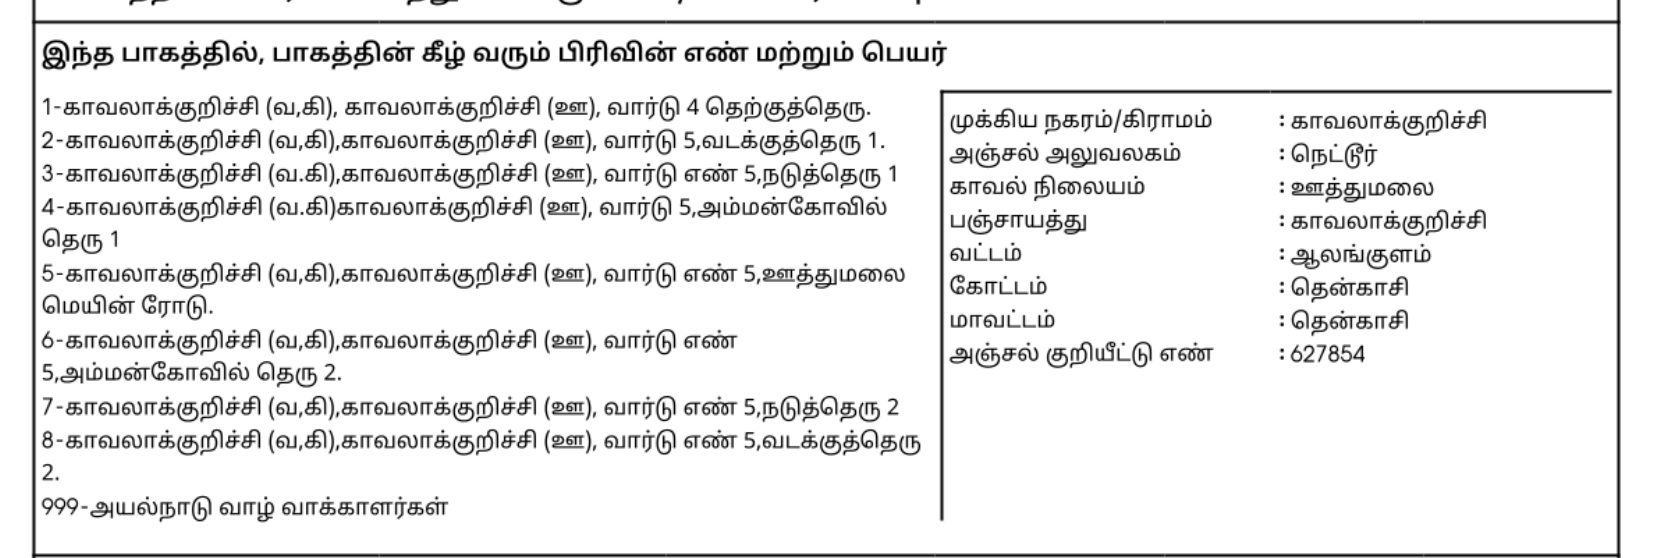 இந்த பாகத்தில், பாகத்தின் கீழ் வரும் பிரிவின் எண் மற்றும் பெயர்
1-காவலாக்குறிச்சி (வ,கி), காவலாக்குறிச்சி (ஊ), வார்டு 4 தெற்குத்தெரு.
2-காவலாக்குறிச்சி (வ,கி),காவலாக்குறிச்சி (ஊ), வார்டு 5,வடக்குத்தெரு 1.
3-காவலாக்குறிச்சி (வ.கி),காவலாக்குறிச்சி (ஊ), வார்டு எண் 5,நடுத்தெரு 1
4-காவலாக்குறிச்சி (வ.கி)காவலாக்குறிச்சி (ஊ), வார்டு 5,அம்மன்கோவில்
தெரு 1
5-காவலாக்குறிச்சி (வ,கி),காவலாக்குறிச்சி (ஊ), வார்டு எண் 5,ஊத்துமலை
மெயின் ரோடு.
6-காவலாக்குறிச்சி (வ,கி),காவலாக்குறிச்சி (ஊ), வார்டு எண்
5,அம்மன்கோவில் தெரு 2.
7-காவலாக்குறிச்சி (வ,கி),காவலாக்குறிச்சி (ஊ), வார்டு எண் 5,நடுத்தெரு 2
8-காவலாக்குறிச்சி (வ,கி),காவலாக்குறிச்சி (ஊ), வார்டு எண் 5,வடக்குத்தெரு
2.
999-அயல்நாடு வாழ் வாக்காளர்கள்
முக்கிய நகரம்/கிராமம் : காவலாக்குறிச்சி
அஞ்சல் அலுவலகம் : நெட்டூர்
காவல் நிலையம் : ஊத்துமலை
பஞ்சாயத்து : காவலாக்குறிச்சி
வட்டம் : ஆலங்குளம்
கோட்டம் : தென்காசி
மாவட்டம் : தென்காசி
அஞ்சல் குறியீட்டு எண் : 627854